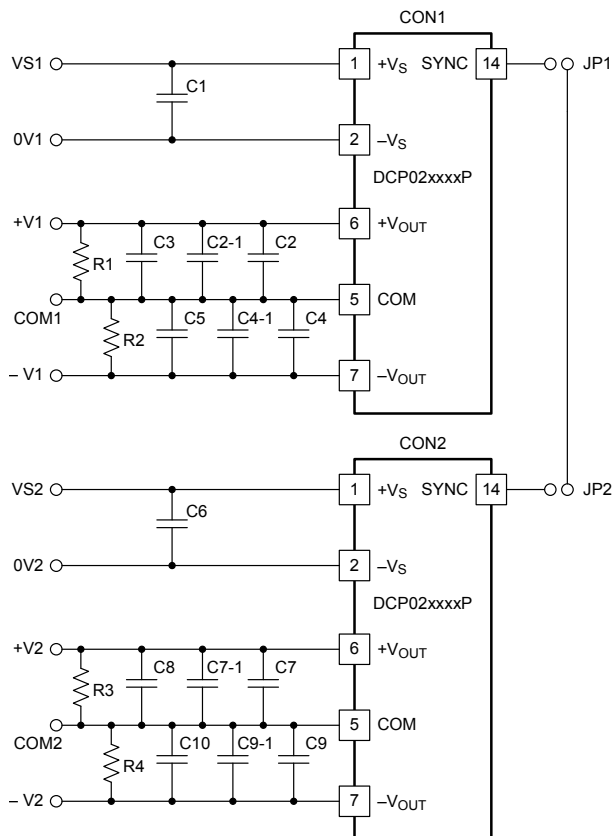 CON1
VS1
1
+VS
SYNC
14
JP1
C1
0V1
2
–VS
DCP02xxxxP
+V1
6
+VOUT
R1
C3
C2-1
C2
COM1
5
COM
R2
C5
C4-1
C4
– V1
7
–VOUT
CON2
VS2
1
+VS
SYNC
14
JP2
C6
0V2
2
–VS
DCP02xxxxP
+V2
6
+VOUT
R3
C8
C7-1
C7
COM2
5
COM
R4
C10
C9-1
C9
– V2
7
–VOUT